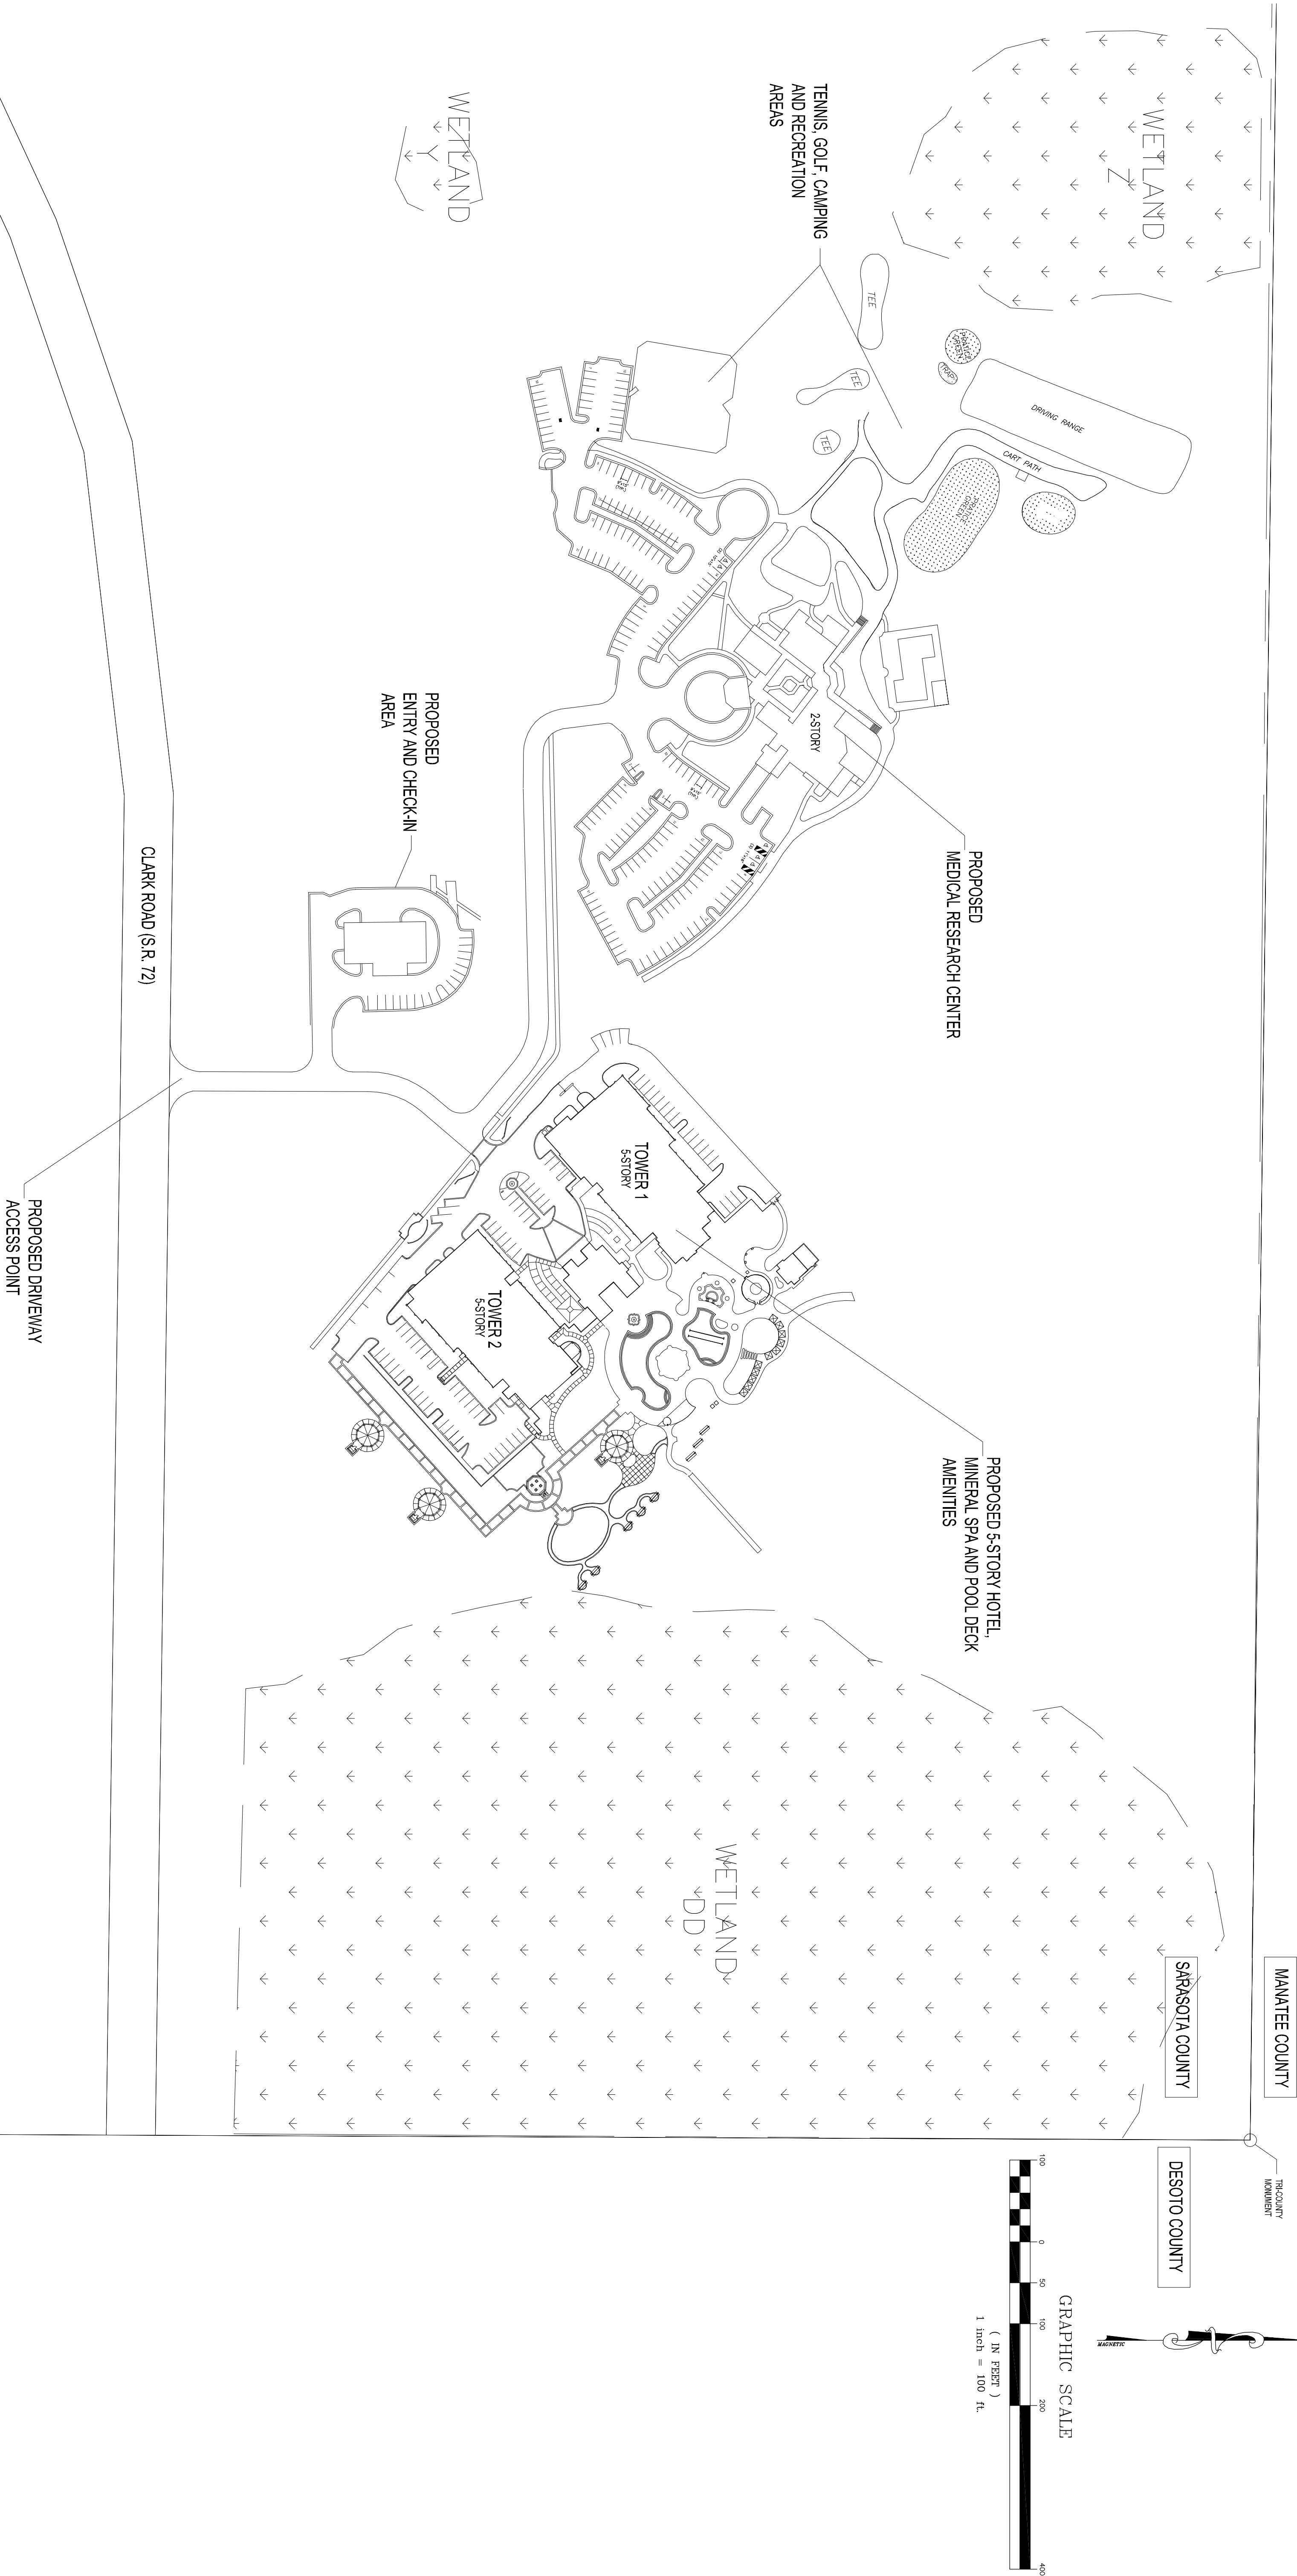 MANATEE COUNTY
SARASOTA COUNTY
DESOTO COUNTY
TRI-COUNTY
MONUMENT
MAGNETIC
GRAPHIC SCALE
100
0
50
100
200
400
( IN FEET )
1 inch = 100 ft.
WETLAND
Z
TENNIS, GOLF, CAMPING
AND RECREATION
AREAS
WETLAND
Y
TEE
TEE
TEE
TRAP
DRIVING RANGE
CART PATH
GREEN
2-STORY
PROPOSED
MEDICAL RESEARCH CENTER
PROPOSED
ENTRY AND CHECK-IN
AREA
CLARK ROAD (S.R. 72)
TOWER 1
5-STORY
TOWER 2
5-STORY
PROPOSED 5-STORY HOTEL,
MINERAL SPA AND POOL DECK
AMENITIES
PROPOSED DRIVEWAY
ACCESS POINT
WETLAND
DD